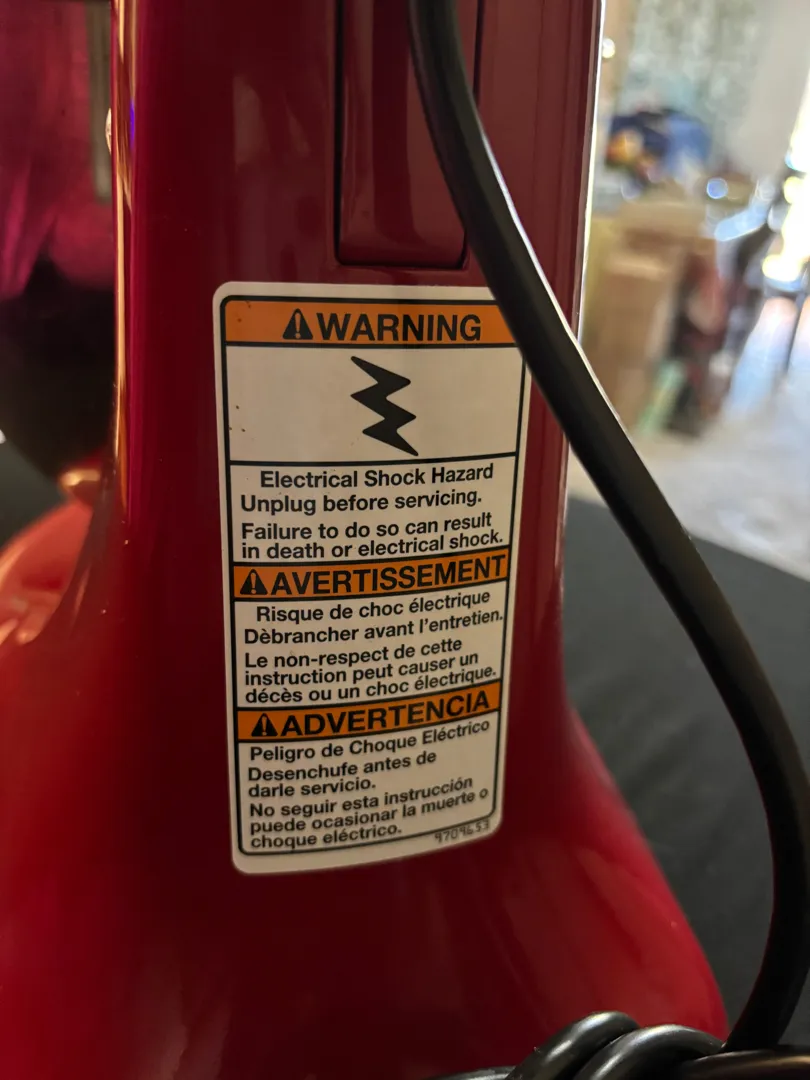 WARNING
Electrical Shock Hazard
Unplug before servicing.
Failure to do so can result
in death or electrical shock.
AVERTISSEMENT
Risque de choc électrique
Dèbrancher avant l'entretien.
Le non-respect de cette
instruction peut causer un
décès ou un choc électrique.
ADVERTENCIA
Peligro de Choque Eléctrico
Desenchufe antes de
darle servicio.
No seguir esta instrucción
puede ocasionar la muerte o
choque eléctrico.
9709653